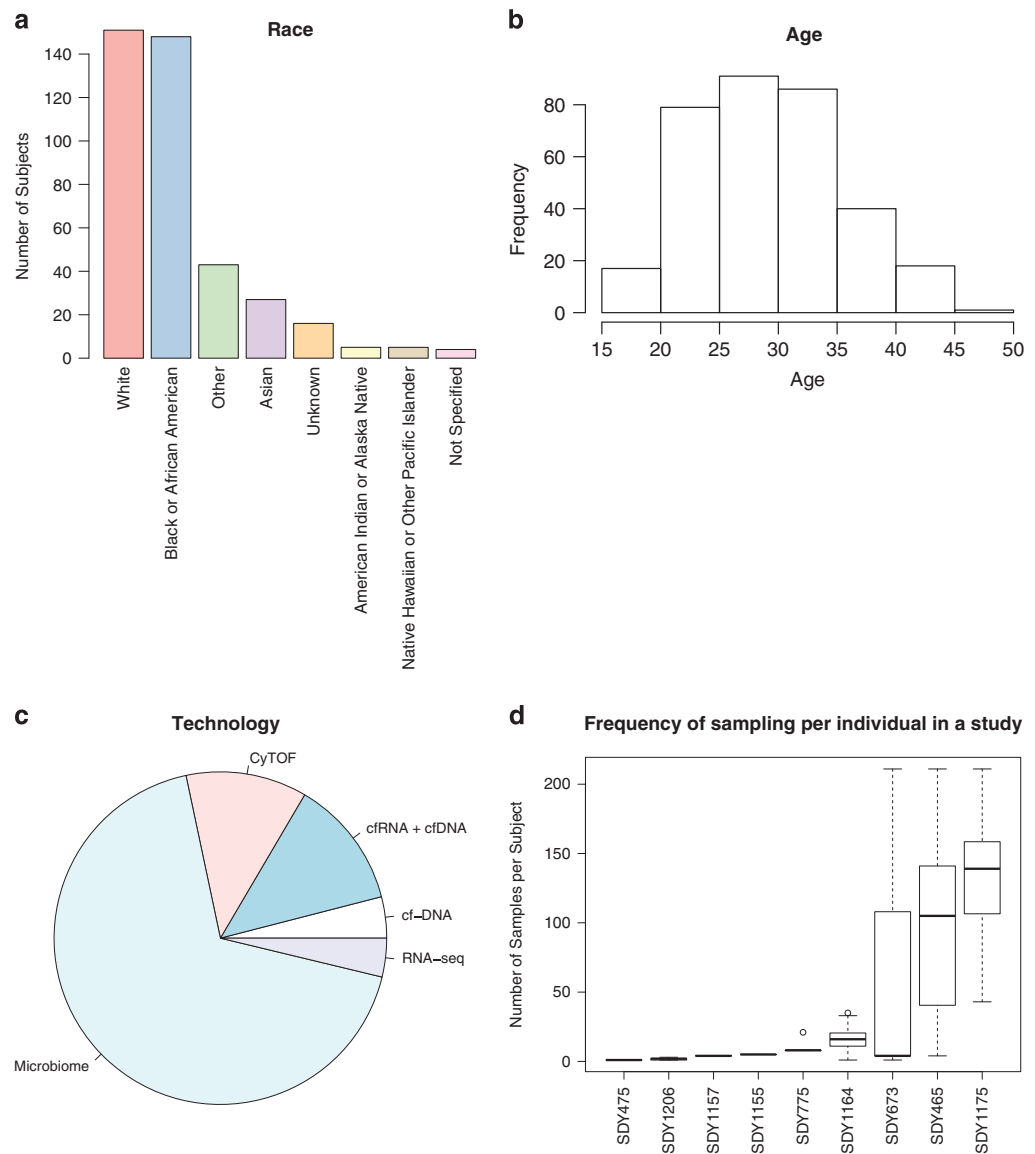 a
Race
Number of Subjects
140
120
100
80
60
40
20
0
White
Black or African American
Other
Asian
Unknown
American Indian or Alaska Native
Native Hawaiian or Other Pacific Islander
Not Specified
b
Age
Frequency
80
60
40
20
0
15 20 25 30 35 40 45 50
Age
c
Technology
CyTOF
cfRNA + cfDNA
cf–DNA
RNA–seq
Microbiome
d
Frequency of sampling per individual in a study
Number of Samples per Subject
200
150
100
50
0
SDY475
SDY1206
SDY1157
SDY1155
SDY775
SDY1164
SDY673
SDY465
SDY1175